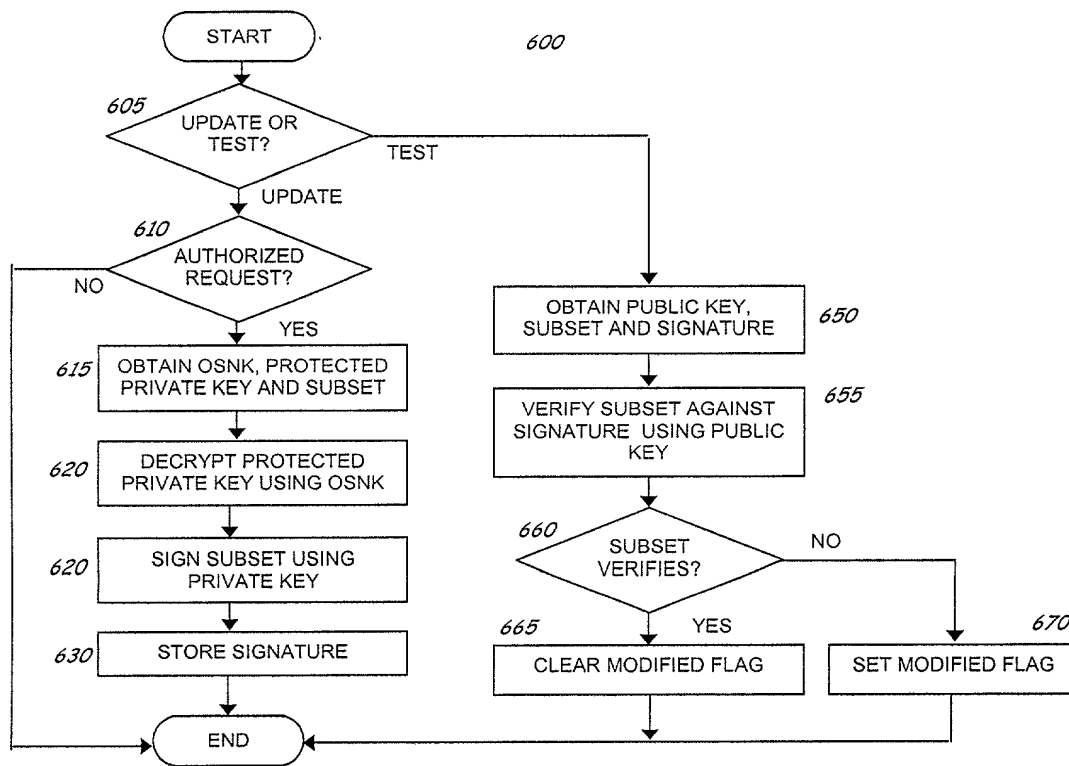 START
600
605
UPDATE OR
TEST?
TEST
UPDATE
610
AUTHORIZED
REQUEST?
NO
YES
615
OBTAIN OSNK, PROTECTED
PRIVATE KEY AND SUBSET
620
DECRYPT PROTECTED
PRIVATE KEY USING OSNK
620
SIGN SUBSET USING
PRIVATE KEY
630
STORE SIGNATURE
OBTAIN PUBLIC KEY,
SUBSET AND SIGNATURE
650
VERIFY SUBSET AGAINST
SIGNATURE USING PUBLIC
KEY
655
660
SUBSET
VERIFIES?
NO
YES
665
CLEAR MODIFIED FLAG
670
SET MODIFIED FLAG
END